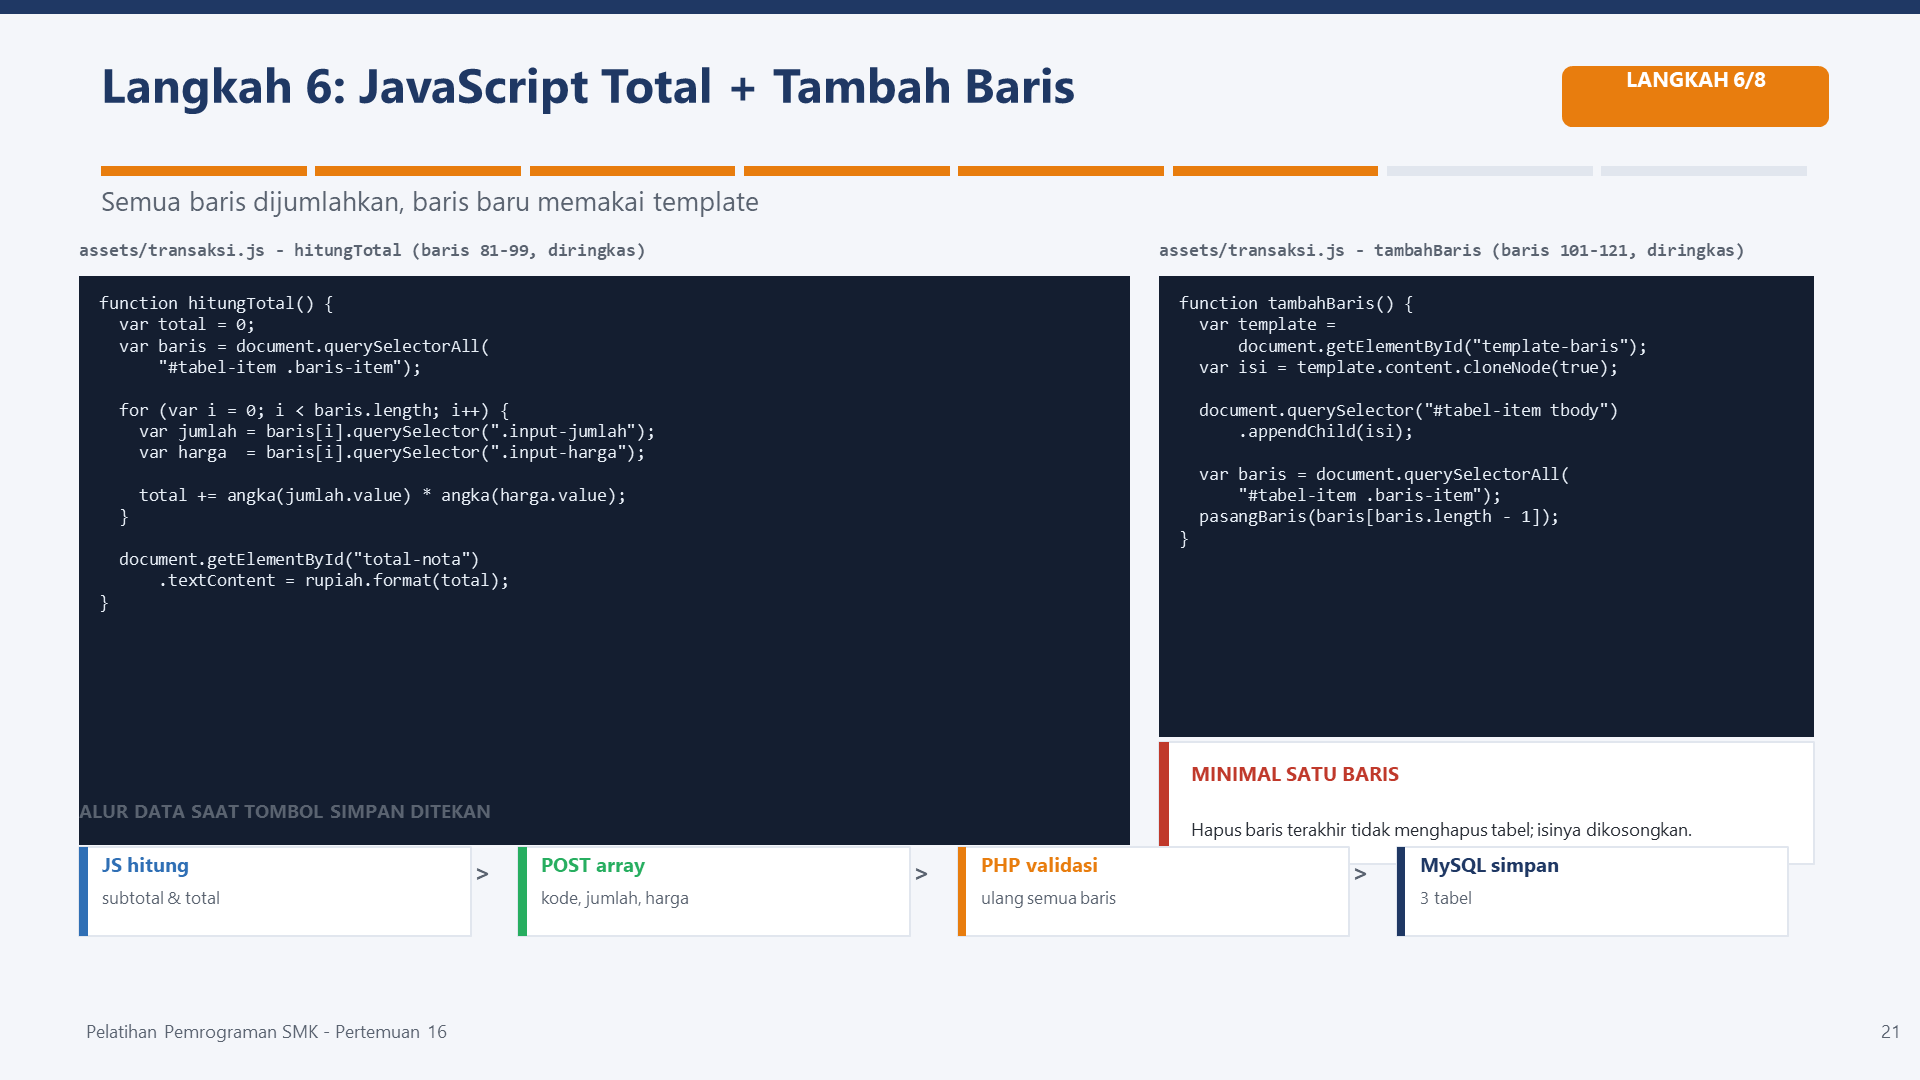 Langkah 6: JavaScript Total + Tambah Baris
LANGKAH 6/8
Semua baris dijumlahkan, baris baru memakai template
assets/transaksi.js - hitungTotal (baris 81-99, diringkas)
function hitungTotal() {
  var total = 0;
  var baris = document.querySelectorAll(
      "#tabel-item .baris-item");

  for (var i = 0; i < baris.length; i++) {
    var jumlah = baris[i].querySelector(".input-jumlah");
    var harga  = baris[i].querySelector(".input-harga");

    total += angka(jumlah.value) * angka(harga.value);
  }

  document.getElementById("total-nota")
      .textContent = rupiah.format(total);
}
assets/transaksi.js - tambahBaris (baris 101-121, diringkas)
function tambahBaris() {
  var template =
      document.getElementById("template-baris");
  var isi = template.content.cloneNode(true);

  document.querySelector("#tabel-item tbody")
      .appendChild(isi);

  var baris = document.querySelectorAll(
      "#tabel-item .baris-item");
  pasangBaris(baris[baris.length - 1]);
}
MINIMAL SATU BARIS
Hapus baris terakhir tidak menghapus tabel; isinya dikosongkan.
ALUR DATA SAAT TOMBOL SIMPAN DITEKAN
JS hitung
subtotal & total
>
POST array
kode, jumlah, harga
>
PHP validasi
ulang semua baris
>
MySQL simpan
3 tabel
Pelatihan Pemrograman SMK - Pertemuan 16
21